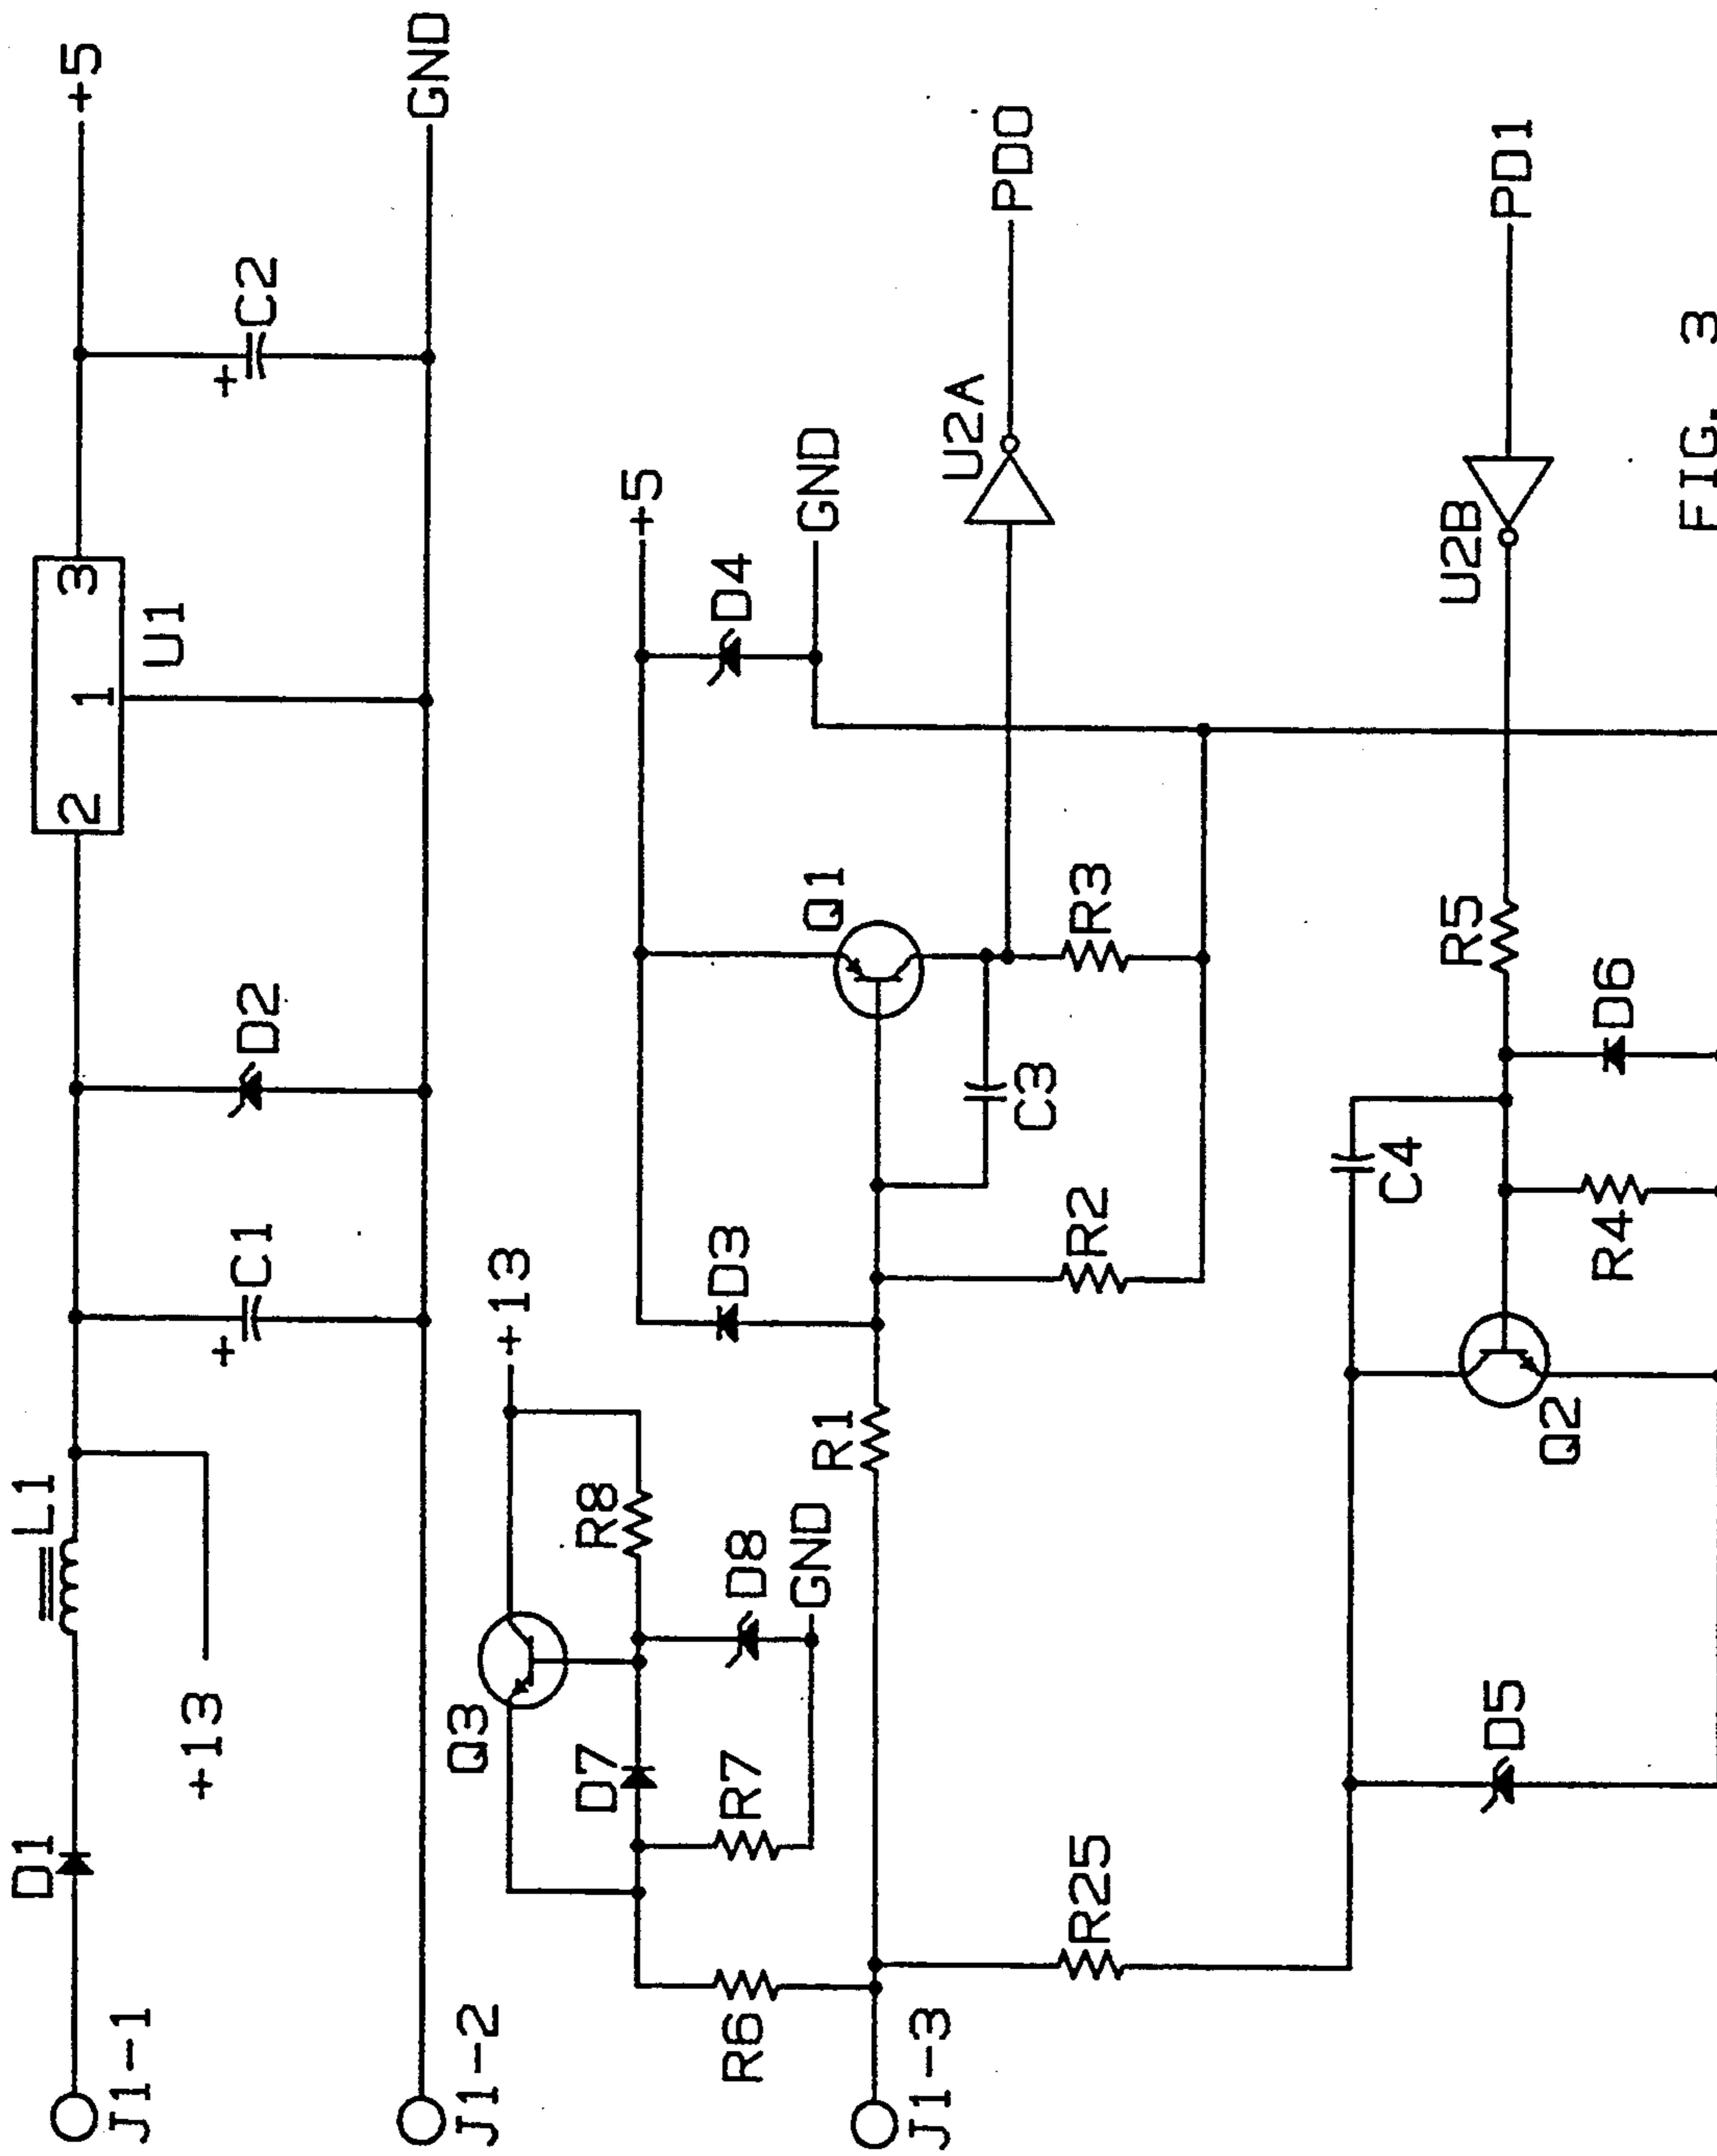 D1
L1
+5
2
3
1
U1
C2
+
GND
J1-1
+13
C1
+
D2
J1-2
Q3
+13
+5
D7
R8
D3
D4
R7
D8
GND
GND
Q1
R6
R1
J1-3
C3
U2A
PD0
R25
R2
R3
C4
R5
U2B
PD1
D5
Q2
R4
D6
FIG. 3